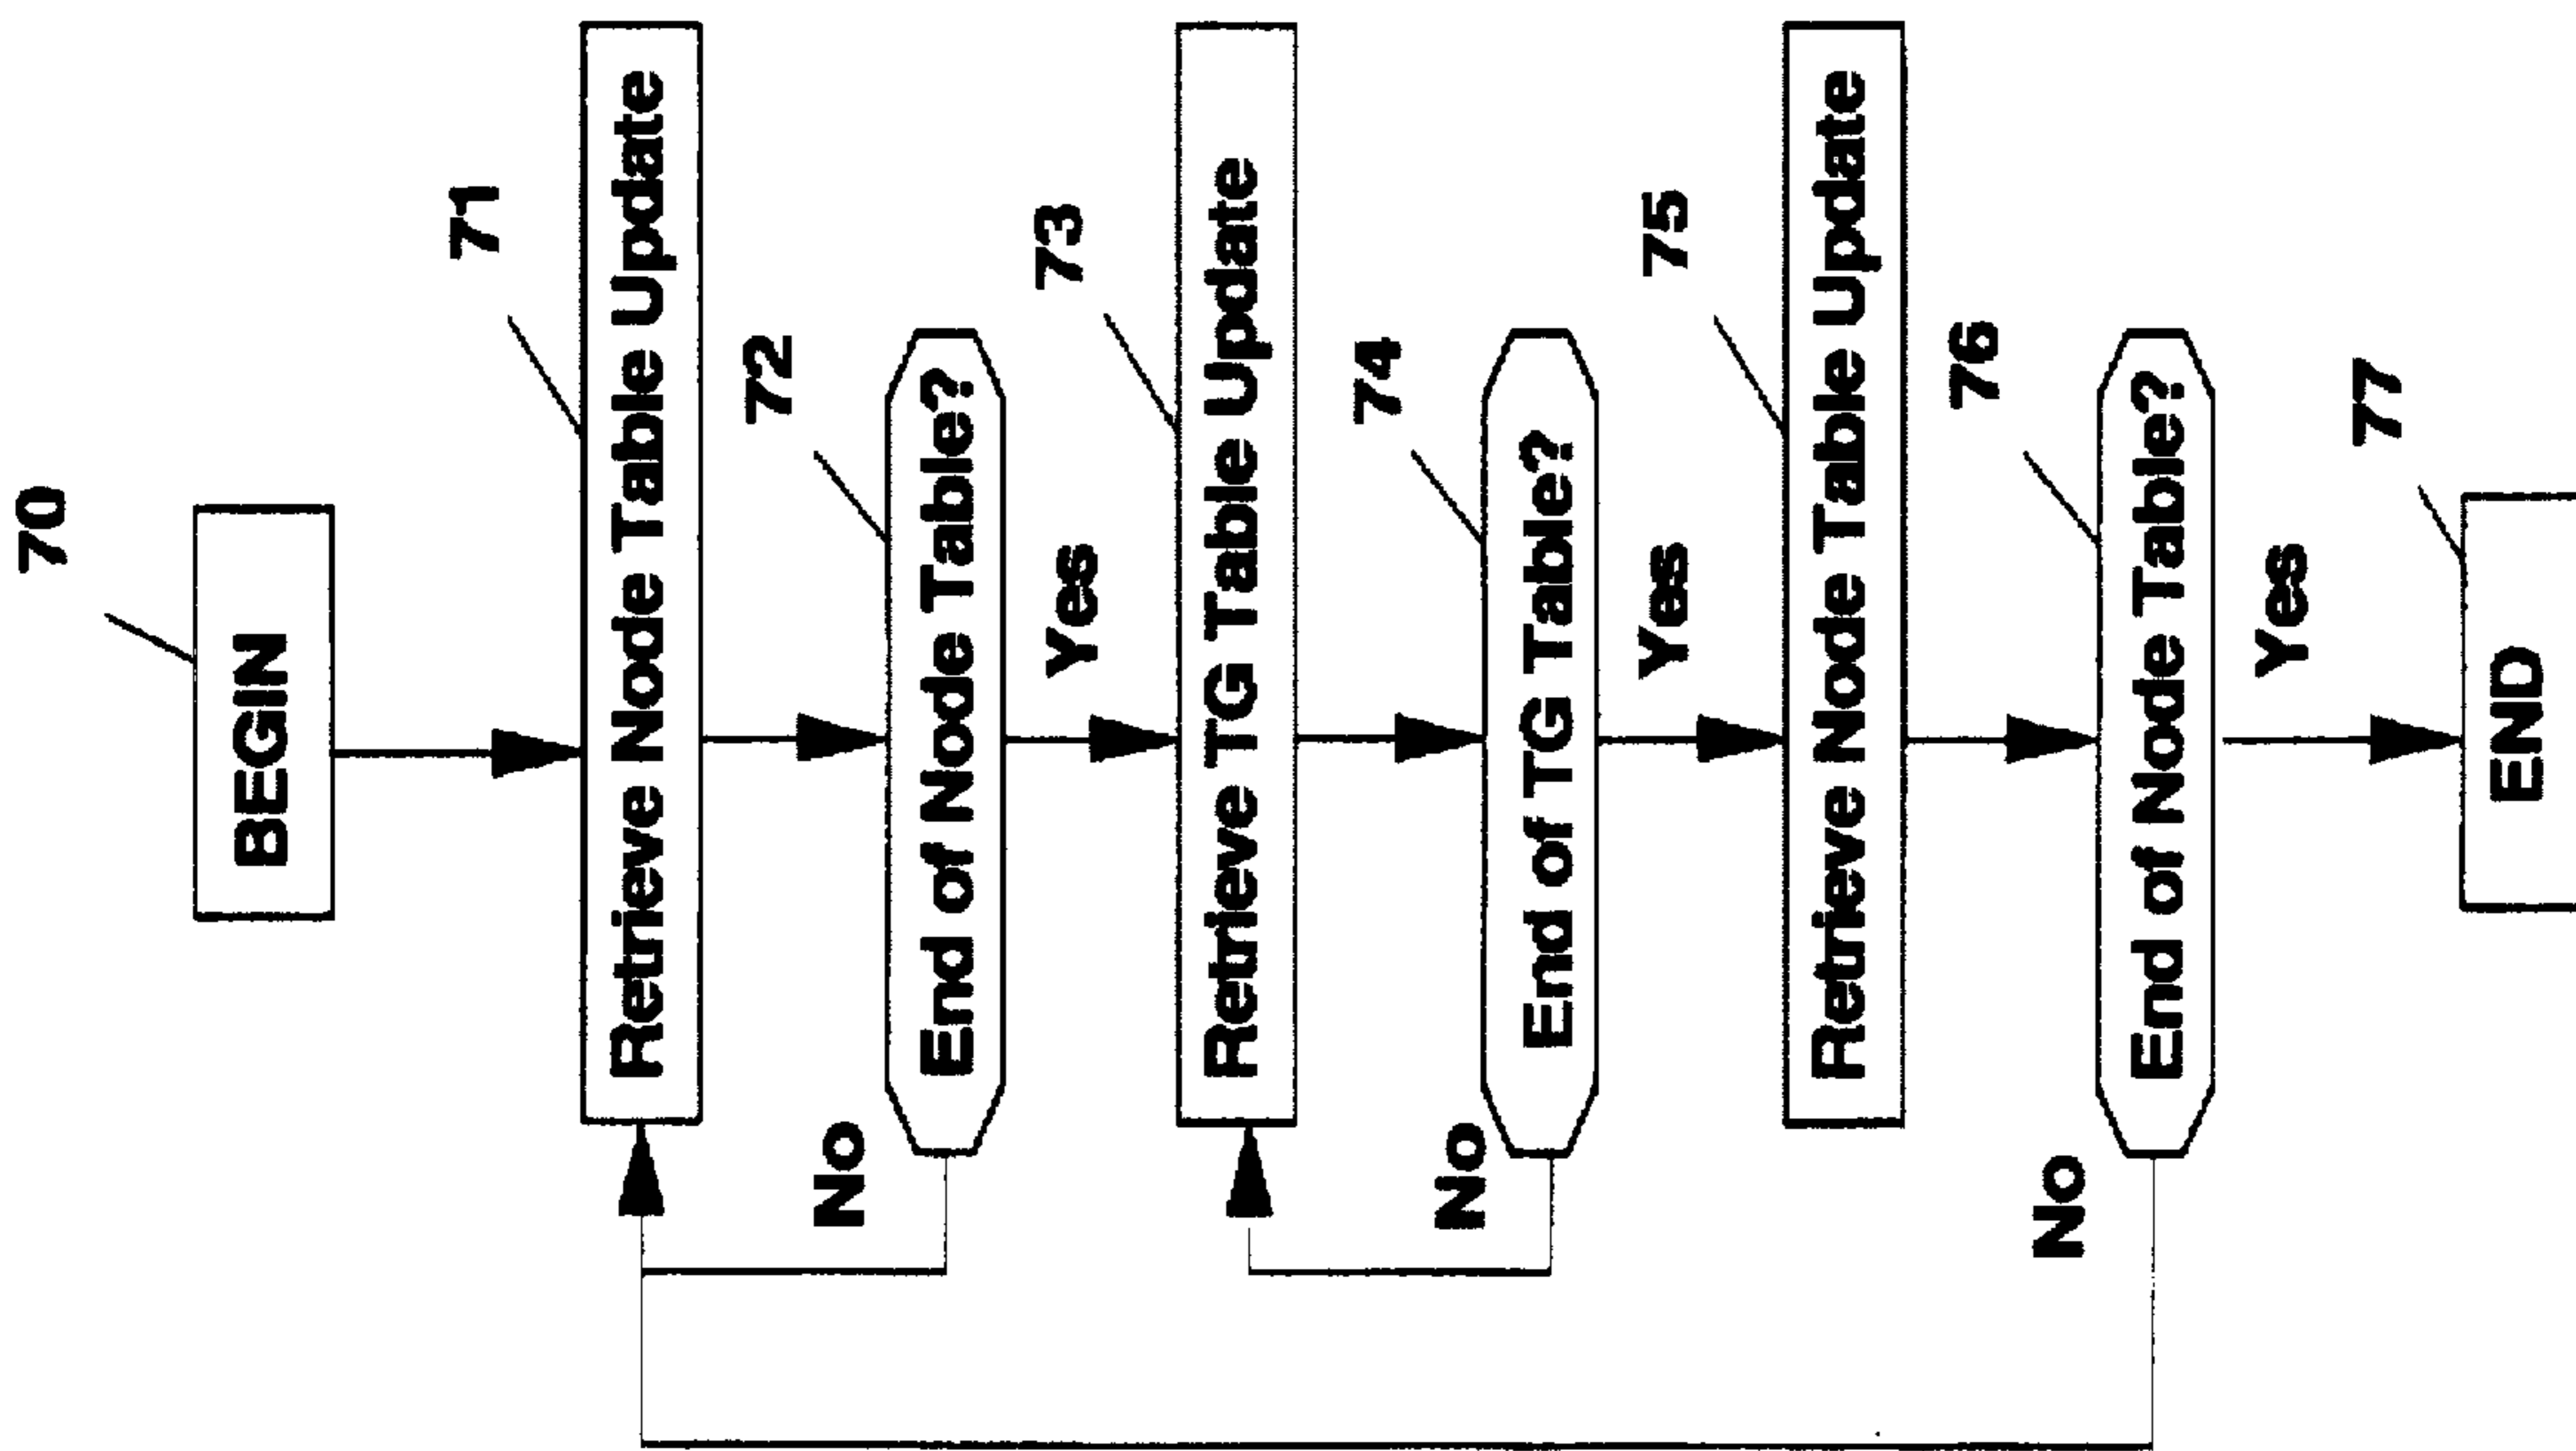 70
BEGIN
71
Retrieve Node Table Update
72
End of Node Table?
No
Yes
73
Retrieve TG Table Update
74
End of TG Table?
No
Yes
75
Retrieve Node Table Update
76
End of Node Table?
No
Yes
77
END